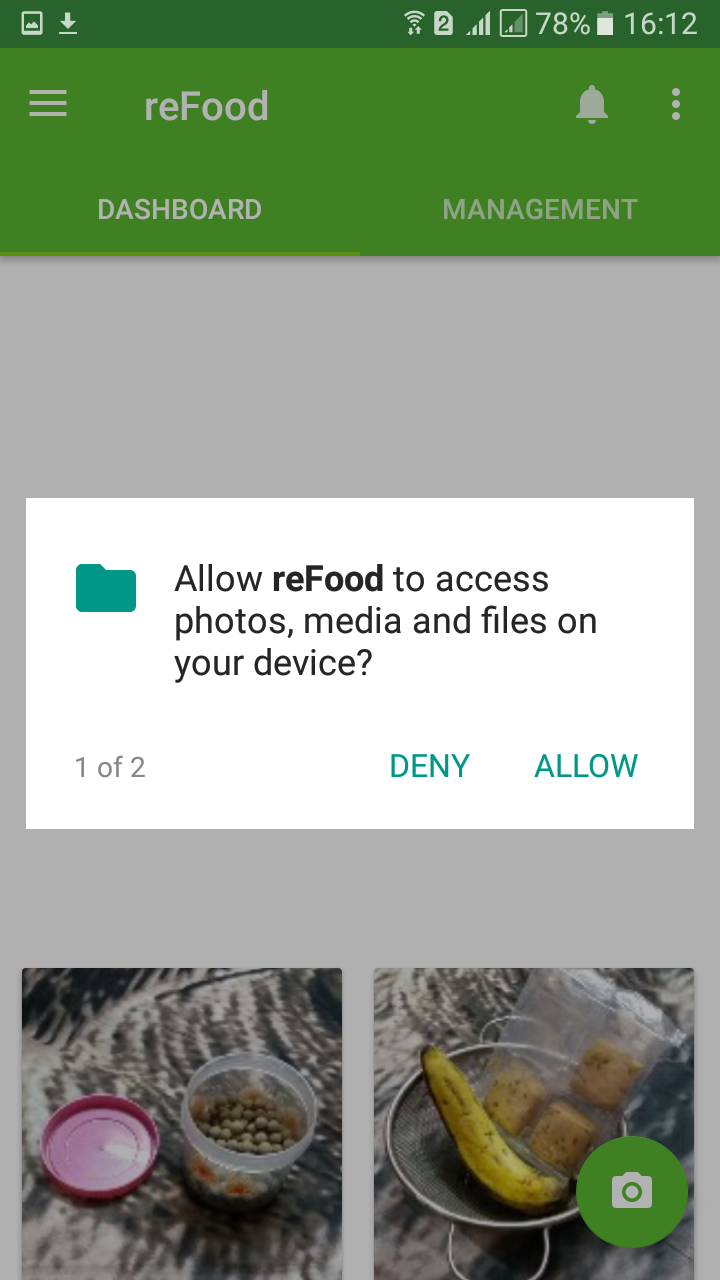 2 78% 16:12
reFood
DASHBOARD MANAGEMENT
Allow reFood to access
photos, media and files on
your device?
1 of 2 DENY ALLOW